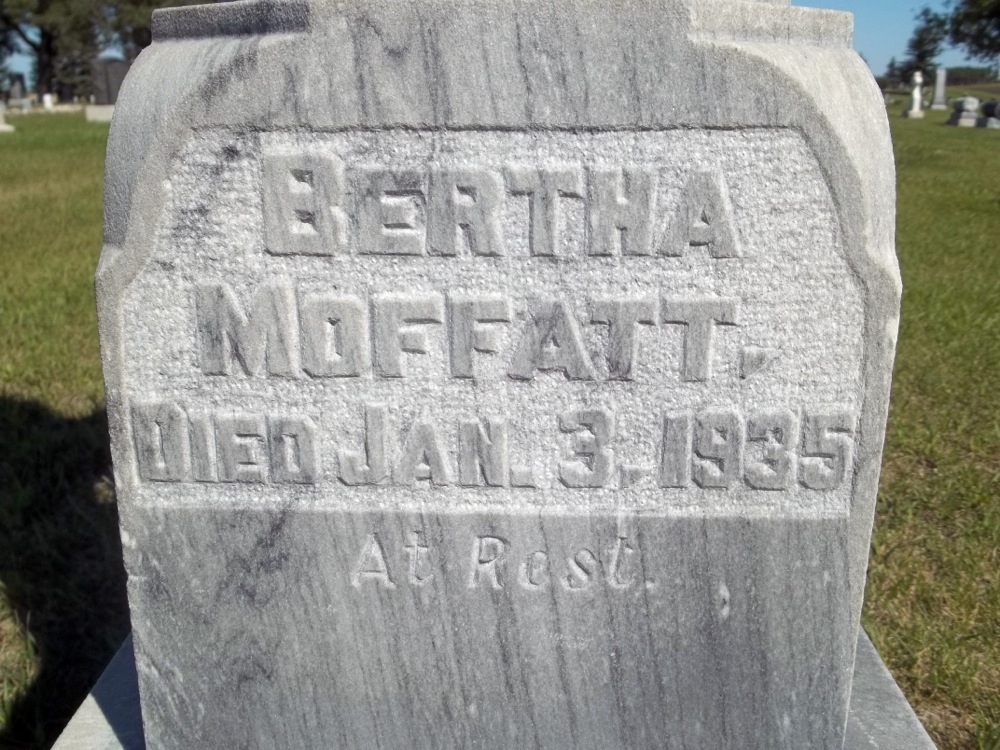 BERTHA
MOFFATT.
DIED JAN. 3, 1935
At Rest.